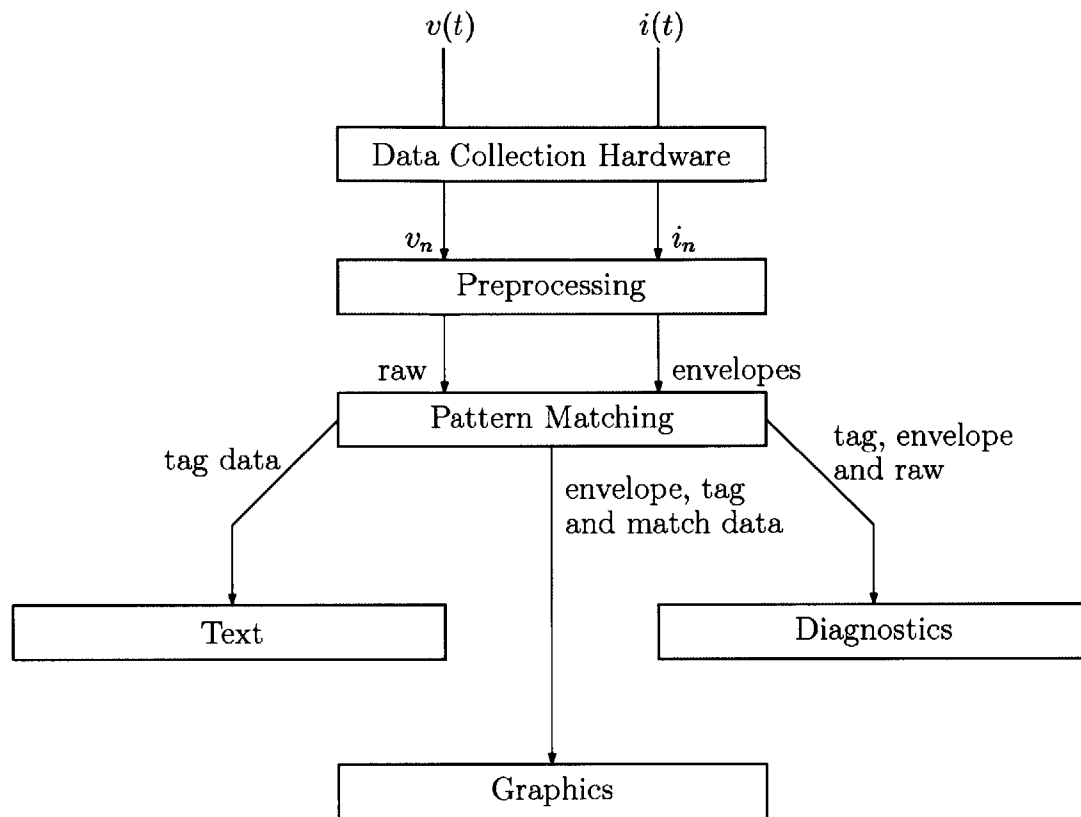 v(t)
i(t)
Data Collection Hardware
v_n
i_n
Preprocessing
raw
envelopes
Pattern Matching
tag data
tag, envelope
and raw
envelope, tag
and match data
Text
Diagnostics
Graphics